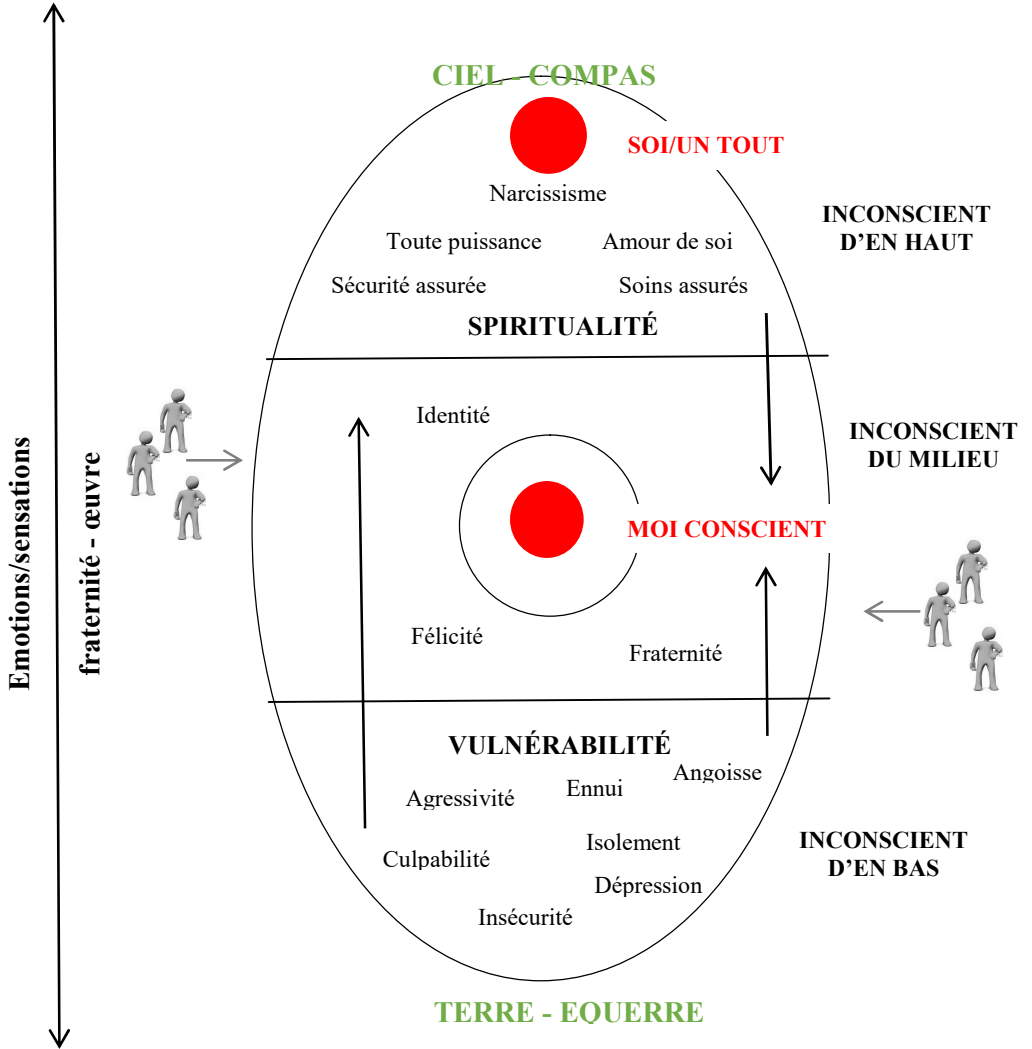 CIEL - COMPAS
SOI/UN TOUT
Narcissisme
Toute puissance
Amour de soi
Sécurité assurée
Soins assurés
SPIRITUALITÉ
INCONSCIENT
D'EN HAUT
Identité
INCONSCIENT
DU MILIEU
MOI CONSCIENT
Félicité
Fraternité
Emotions/sensations
fraternité - œuvre
VULNÉRABILITÉ
Angoisse
Ennui
Agressivité
Isolement
Culpabilité
Dépression
Insécurité
INCONSCIENT
D'EN BAS
TERRE - EQUERRE